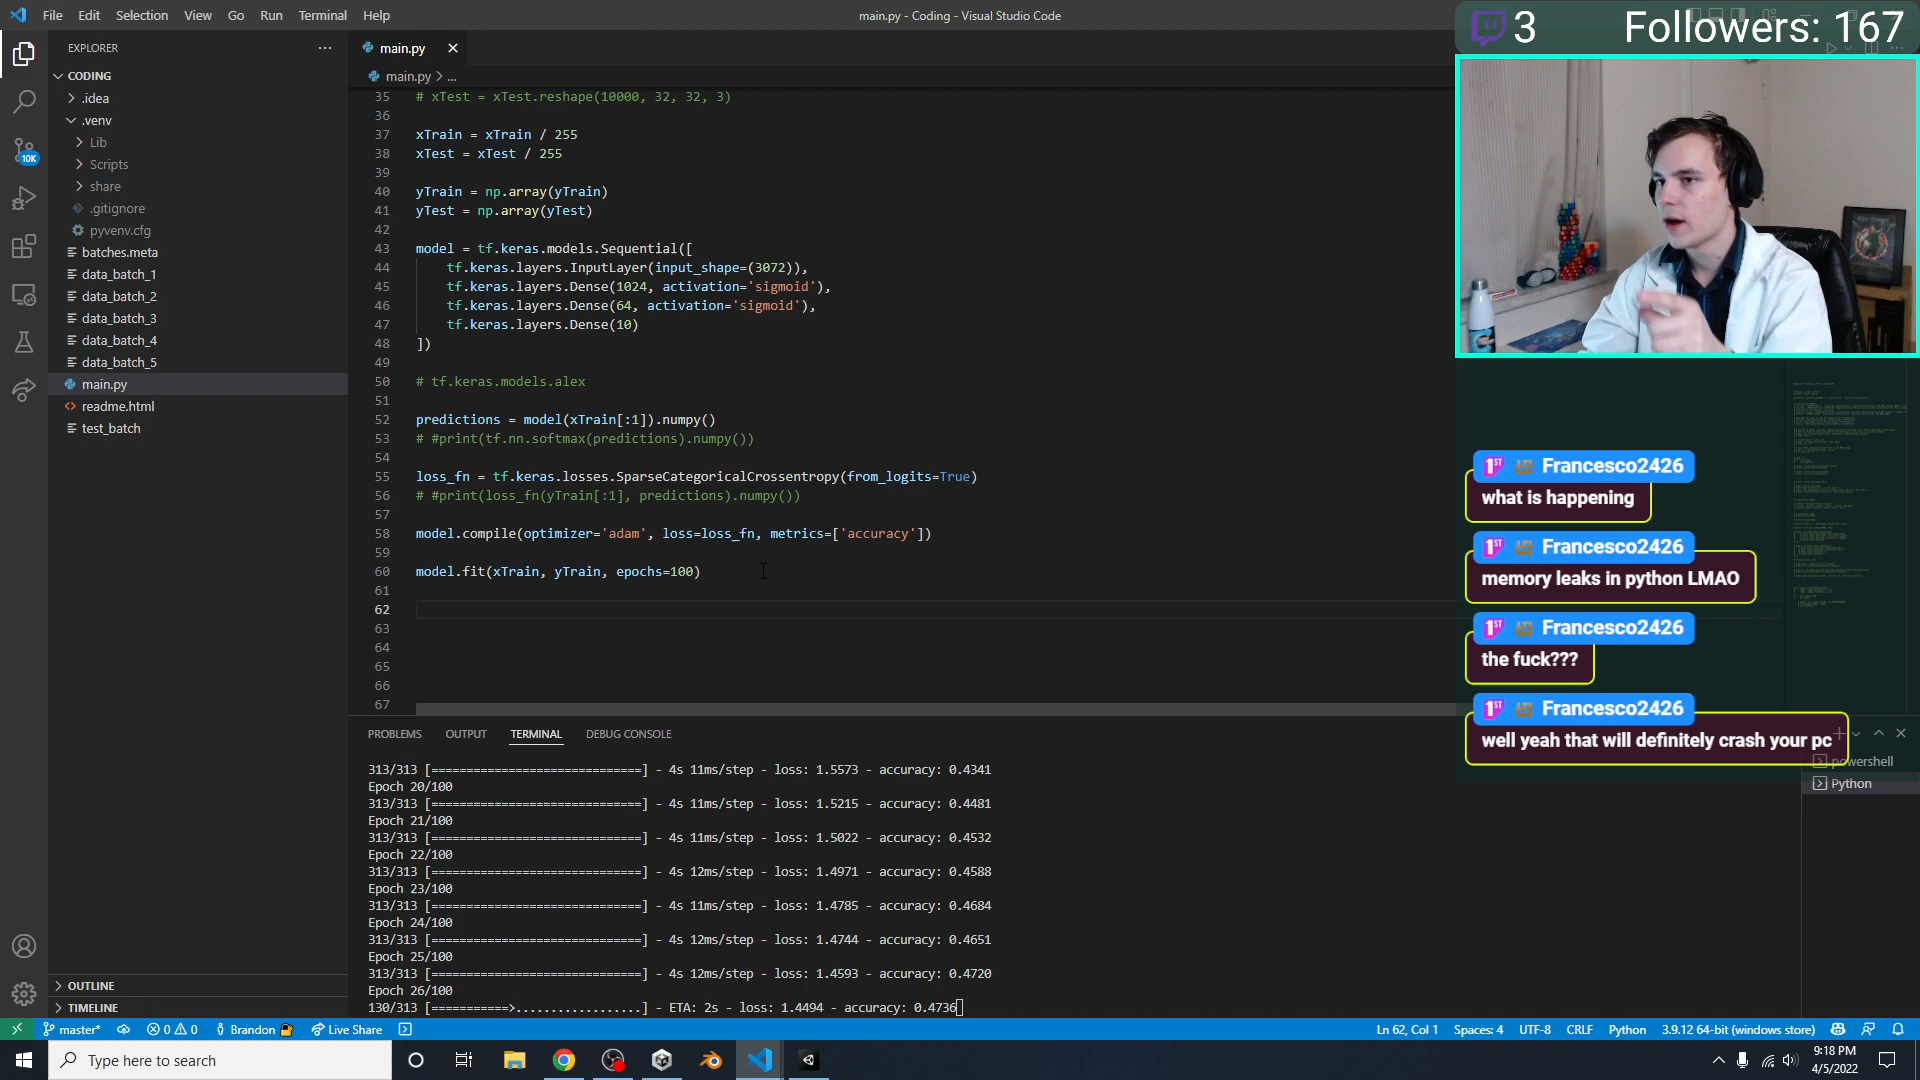 File Edit Selection View Go Run Terminal Help
main.py - Coding - Visual Studio Code
3 Followers: 167
EXPLORER
CODING
.idea
.venv
Lib
Scripts
share
.gitignore
pyvenv.cfg
batches.meta
data_batch_1
data_batch_2
data_batch_3
data_batch_4
data_batch_5
main.py
readme.html
test_batch
OUTLINE
TIMELINE
10K
main.py
main.py > ...
35 # xTest = xTest.reshape(10000, 32, 32, 3)
36
37 xTrain = xTrain / 255
38 xTest = xTest / 255
39
40 yTrain = np.array(yTrain)
41 yTest = np.array(yTest)
42
43 model = tf.keras.models.Sequential([
44 tf.keras.layers.InputLayer(input_shape=(3072)),
45 tf.keras.layers.Dense(1024, activation='sigmoid'),
46 tf.keras.layers.Dense(64, activation='sigmoid'),
47 tf.keras.layers.Dense(10)
48 ])
49
50 # tf.keras.models.alex
51
52 predictions = model(xTrain[:1]).numpy()
53 # #print(tf.nn.softmax(predictions).numpy())
54
55 loss_fn = tf.keras.losses.SparseCategoricalCrossentropy(from_logits=True)
56 # #print(loss_fn(yTrain[:1], predictions).numpy())
57
58 model.compile(optimizer='adam', loss=loss_fn, metrics=['accuracy'])
59
60 model.fit(xTrain, yTrain, epochs=100)
61
62
63
64
65
66
67
1ST Francesco2426
what is happening
1ST Francesco2426
memory leaks in python LMAO
1ST Francesco2426
the fuck???
1ST Francesco2426
well yeah that will definitely crash your pc
PROBLEMS OUTPUT TERMINAL DEBUG CONSOLE
powershell
Python
313/313 [==============================] - 4s 11ms/step - loss: 1.5573 - accuracy: 0.4341
Epoch 20/100
313/313 [==============================] - 4s 11ms/step - loss: 1.5215 - accuracy: 0.4481
Epoch 21/100
313/313 [==============================] - 4s 11ms/step - loss: 1.5022 - accuracy: 0.4532
Epoch 22/100
313/313 [==============================] - 4s 12ms/step - loss: 1.4971 - accuracy: 0.4588
Epoch 23/100
313/313 [==============================] - 4s 11ms/step - loss: 1.4785 - accuracy: 0.4684
Epoch 24/100
313/313 [==============================] - 4s 12ms/step - loss: 1.4744 - accuracy: 0.4651
Epoch 25/100
313/313 [==============================] - 4s 12ms/step - loss: 1.4593 - accuracy: 0.4720
Epoch 26/100
130/313 [===========>..................] - ETA: 2s - loss: 1.4494 - accuracy: 0.4736
master* 0 0 Brandon Live Share
Ln 62, Col 1 Spaces: 4 UTF-8 CRLF Python 3.9.12 64-bit (windows store)
Type here to search
9:18 PM
4/5/2022